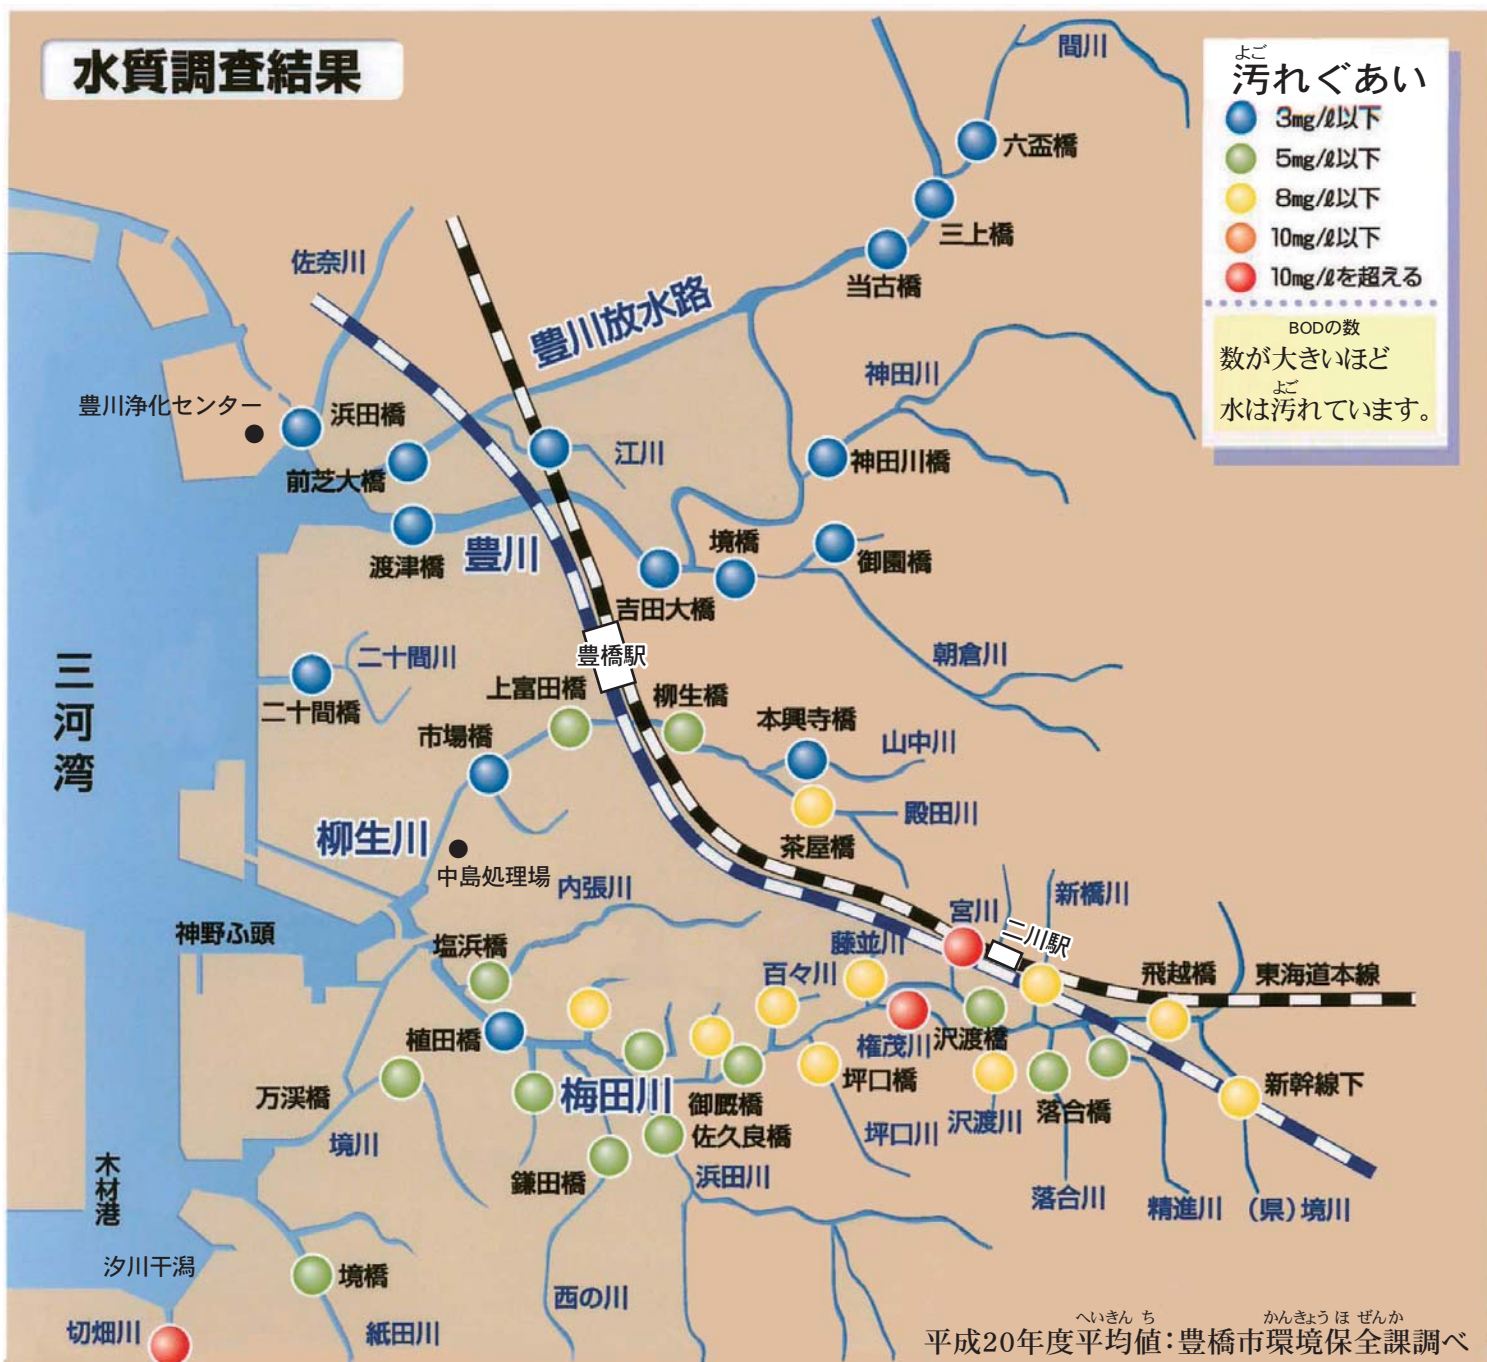 水質調査結果
間川
よご
汚れぐあい
3mg/ℓ以下
5mg/ℓ以下
8mg/ℓ以下
10mg/ℓ以下
10mg/ℓを超える
BODの数
数が大きいほど
よご
水は汚れています。
六盃橋
三上橋
当古橋
佐奈川
豊川放水路
神田川
豊川浄化センター
浜田橋
前芝大橋
江川
神田川橋
渡津橋
豊川
境橋
御園橋
吉田大橋
三河湾
二十間川
二十間橋
豊橋駅
上富田橋
柳生橋
朝倉川
市場橋
本興寺橋
山中川
柳生川
殿田川
茶屋橋
中島処理場
内張川
神野ふ頭
塩浜橋
宮川
新橋川
二川駅
藤並川
百々川
飛越橋
東海道本線
植田橋
権茂川
沢渡橋
万渓橋
梅田川
御厩橋
坪口橋
新幹線下
沢渡川
落合橋
佐久良橋
坪口川
境川
鎌田橋
浜田川
落合川
精進川
(県)境川
木材港
汐川干潟
境橋
西の川
切畑川
紙田川
へいきん ち
かんきょう ほ ぜんか
平成20年度平均値:豊橋市環境保全課調べ